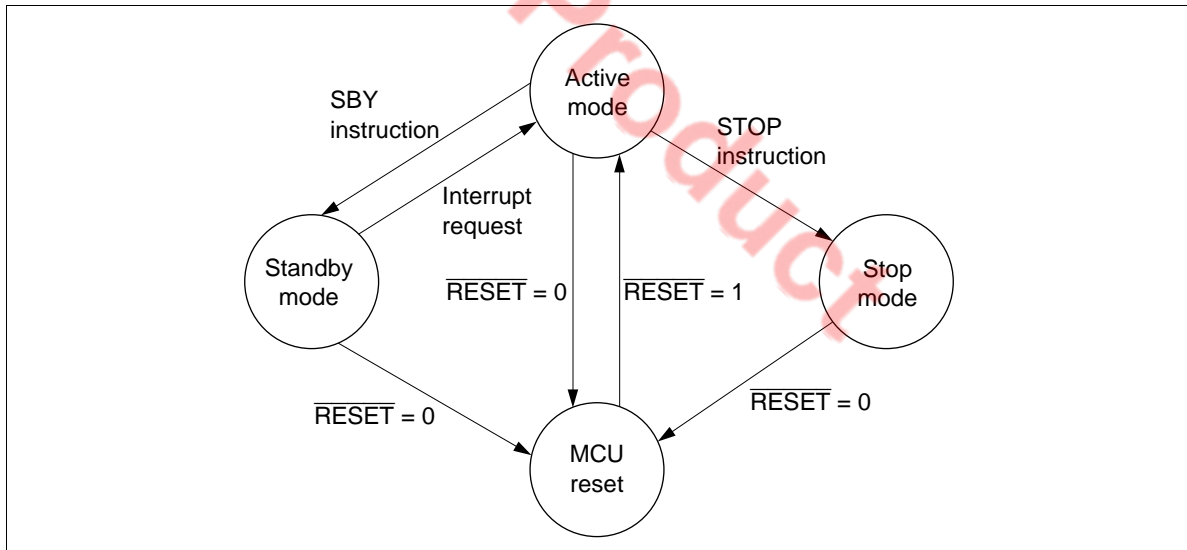 Active
mode
SBY
instruction
STOP
instruction
Interrupt
request
Standby
mode
Stop
mode
RESET = 0
RESET = 1
RESET = 0
RESET = 0
MCU
reset
Product